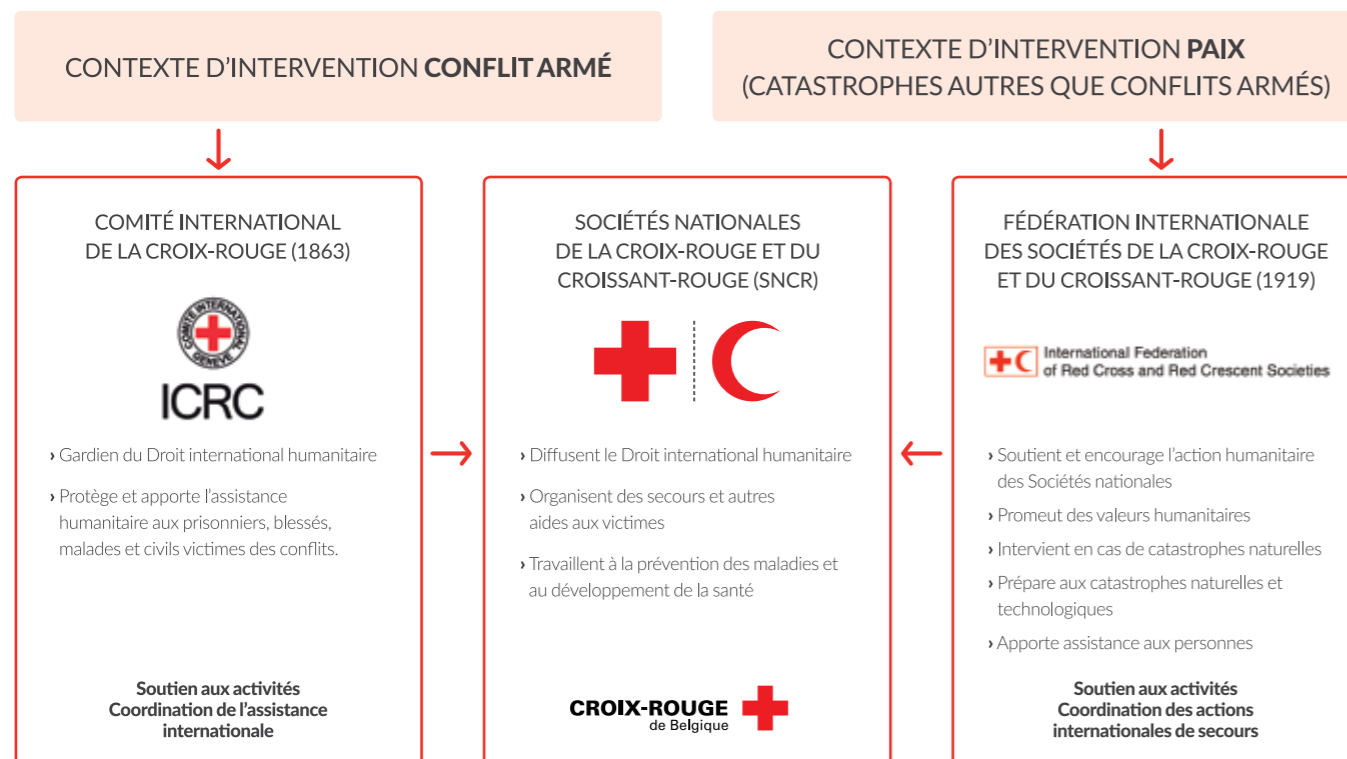 CONTEXTE D'INTERVENTION CONFLIT ARMÉ
CONTEXTE D'INTERVENTION PAIX
(CATASTROPHES AUTRES QUE CONFLITS ARMÉS)
COMITÉ INTERNATIONAL
DE LA CROIX-ROUGE (1863)
COMITÉ INTERNATIONAL
GENEVE
ICRC
› Gardien du Droit international humanitaire
› Protège et apporte l'assistance
humanitaire aux prisonniers, blessés,
malades et civils victimes des conflits.
Soutien aux activités
Coordination de l'assistance
internationale
SOCIÉTÉS NATIONALES
DE LA CROIX-ROUGE ET DU
CROISSANT-ROUGE (SNCR)
› Diffusent le Droit international humanitaire
› Organisent des secours et autres
aides aux victimes
› Travaillent à la prévention des maladies et
au développement de la santé
CROIX-ROUGE
de Belgique
FÉDÉRATION INTERNATIONALE
DES SOCIÉTÉS DE LA CROIX-ROUGE
ET DU CROISSANT-ROUGE (1919)
International Federation
of Red Cross and Red Crescent Societies
› Soutient et encourage l'action humanitaire
des Sociétés nationales
› Promeut des valeurs humanitaires
› Intervient en cas de catastrophes naturelles
› Prépare aux catastrophes naturelles et
technologiques
› Apporte assistance aux personnes
Soutien aux activités
Coordination des actions
internationales de secours